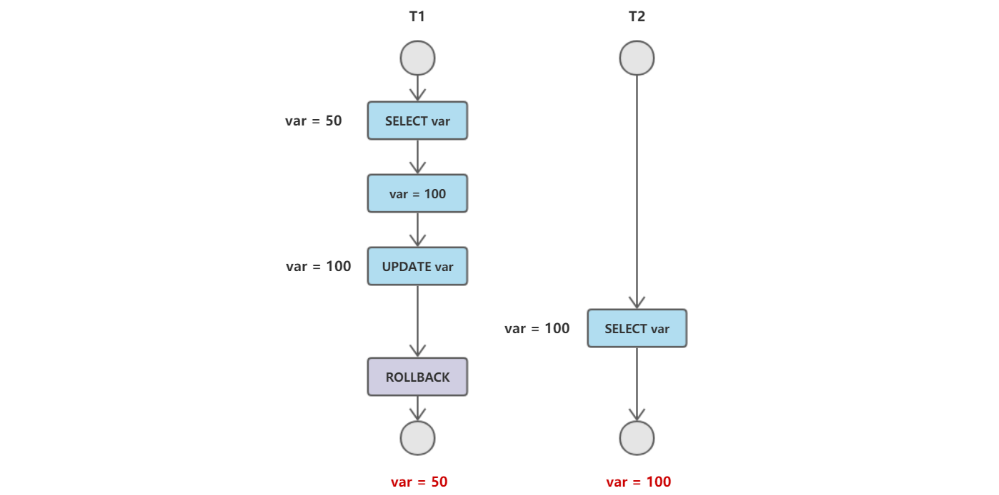 T1 T2
var = 50 SELECT var
var = 100
var = 100 UPDATE var
var = 100 SELECT var
ROLLBACK
var = 50 var = 100